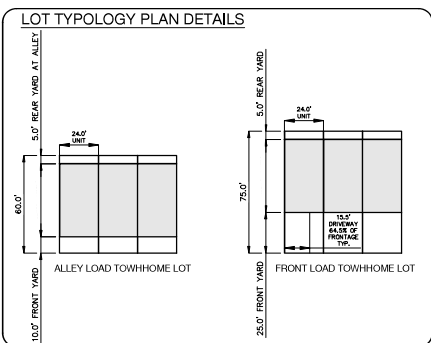 LOT TYPOLOGY PLAN DETAILS
5.0' REAR YARD AT ALLEY
24.0'
UNIT
60.0'
10.0' FRONT YARD
ALLEY LOAD TOWHHOME LOT
5.0' REAR YARD
24.0'
UNIT
75.0'
15.5'
DRIVEWAY
64.5% OF
FRONTAGE
TYP.
25.0' FRONT YARD
FRONT LOAD TOWHHOME LOT